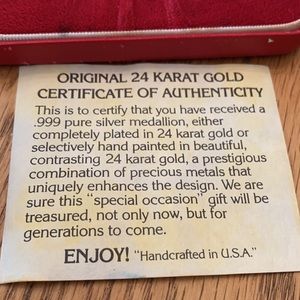 ORIGINAL 24 KARAT GOLD
CERTIFICATE OF AUTHENTICITY
This is to certify that you have received a
.999 pure silver medallion, either
completely plated in 24 karat gold or
selectively hand painted in beautiful,
contrasting 24 karat gold, a prestigious
combination of precious metals that
uniquely enhances the design. We are
sure this "special occasion" gift will be
treasured, not only now, but for
generations to come.
ENJOY! "Handcrafted in U.S.A."